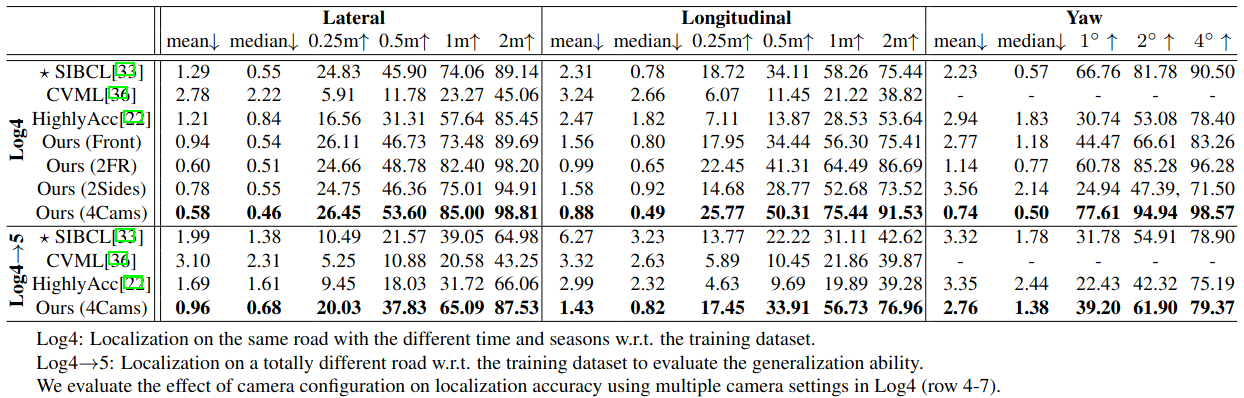 Lateral Longitudinal Yaw
mean↓ median↓ 0.25m↑ 0.5m↑ 1m↑ 2m↑ mean↓ median↓ 0.25m↑ 0.5m↑ 1m↑ 2m↑ mean↓ median↓ 1° ↑ 2° ↑ 4° ↑
Log4
⋆ SIBCL[33] 1.29 0.55 24.83 45.90 74.06 89.14 2.31 0.78 18.72 34.11 58.26 75.44 2.23 0.57 66.76 81.78 90.50
CVML[36] 2.78 2.22 5.91 11.78 23.27 45.06 3.24 2.66 6.07 11.45 21.22 38.82 - - - - -
HighlyAcc[22] 1.21 0.84 16.56 31.31 57.64 85.45 2.47 1.82 7.11 13.87 28.53 53.64 2.94 1.83 30.74 53.08 78.40
Ours (Front) 0.94 0.54 26.11 46.73 73.48 89.69 1.56 0.80 17.95 34.44 56.30 75.41 2.77 1.18 44.47 66.61 83.26
Ours (2FR) 0.60 0.51 24.66 48.78 82.40 98.20 0.99 0.65 22.45 41.31 64.49 86.69 1.14 0.77 60.78 85.28 96.28
Ours (2Sides) 0.78 0.55 24.75 46.36 75.01 94.91 1.58 0.92 14.68 28.77 52.68 73.52 3.56 2.14 24.94 47.39, 71.50
Ours (4Cams) 0.58 0.46 26.45 53.60 85.00 98.81 0.88 0.49 25.77 50.31 75.44 91.53 0.74 0.50 77.61 94.94 98.57
Log4→5
⋆ SIBCL[33] 1.99 1.38 10.49 21.57 39.05 64.98 6.27 3.23 13.77 22.22 31.11 42.62 3.32 1.78 31.78 54.91 78.90
CVML[36] 3.10 2.31 5.25 10.88 20.58 43.25 3.32 2.63 5.89 10.45 21.86 39.87 - - - - -
HighlyAcc[22] 1.69 1.61 9.45 18.03 31.72 66.06 2.99 2.32 4.63 9.69 19.89 39.28 3.35 2.44 22.43 42.32 75.19
Ours (4Cams) 0.96 0.68 20.03 37.83 65.09 87.53 1.43 0.82 17.45 33.91 56.73 76.96 2.76 1.38 39.20 61.90 79.37
Log4: Localization on the same road with the different time and seasons w.r.t. the training dataset.
Log4→5: Localization on a totally different road w.r.t. the training dataset to evaluate the generalization ability.
We evaluate the effect of camera configuration on localization accuracy using multiple camera settings in Log4 (row 4-7).